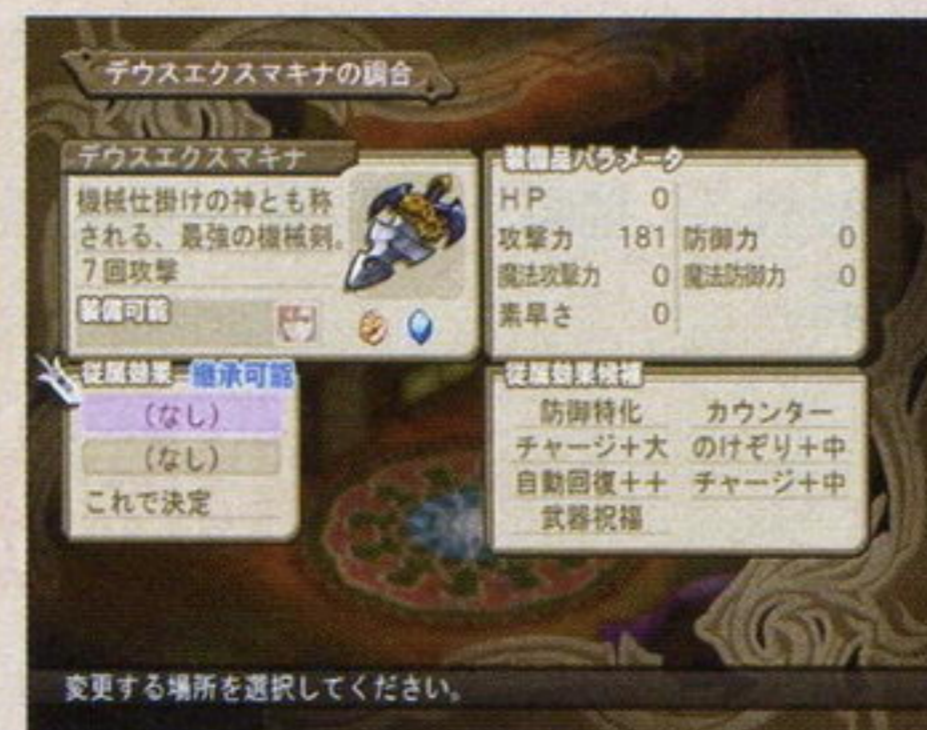 デウスエクスマキナの調合
デウスエクスマキナ
機械仕掛けの神とも称
される、最強の機械剣。
7回攻撃
装備可能
装備品パラメータ
HP 0
攻撃力 181 防御力 0
魔法攻撃力 0 魔法防御力 0
素早さ 0
従属効果 継承可能
(なし)
(なし)
これで決定
従属効果候補
防御特化 カウンター
チャージ+大 のけぞり+中
自動回復++ チャージ+中
武器祝福
変更する場所を選択してください。